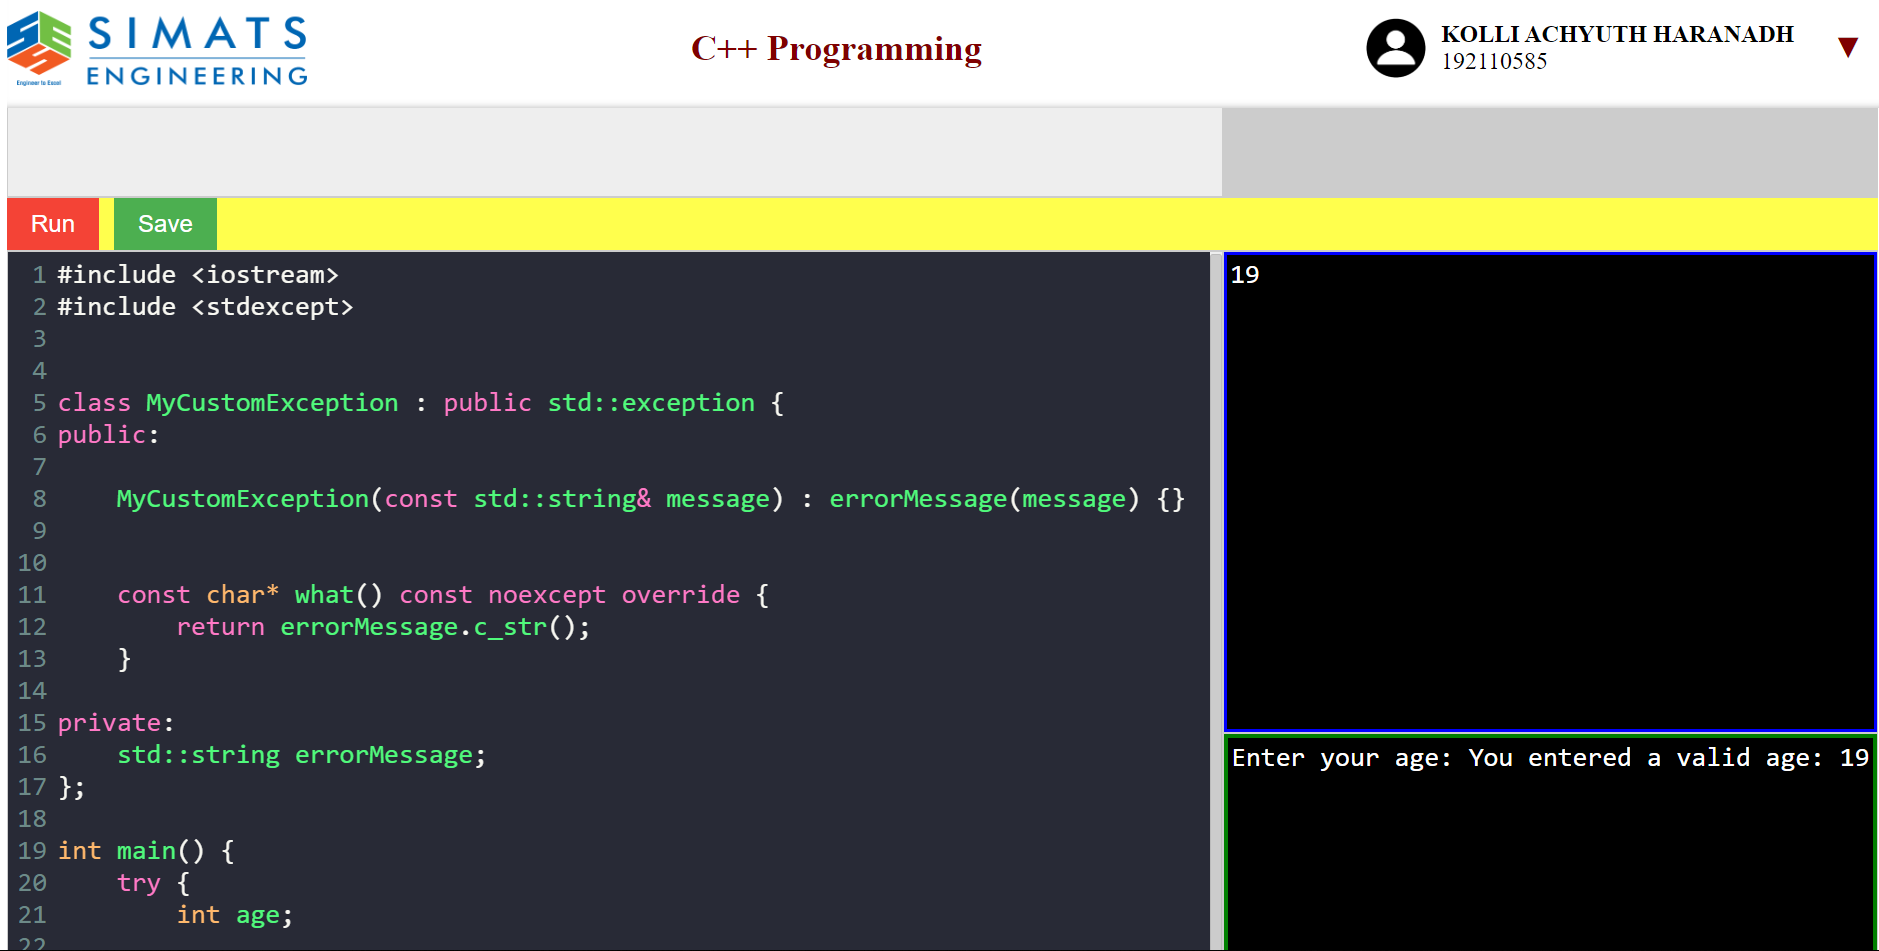 SIMATS
ENGINEERING
Engineer to Excel
C++ Programming
KOLLI ACHYUTH HARANADH
192110585
▼
Run
Save
1 #include <iostream>
2 #include <stdexcept>
3
4
5 class MyCustomException : public std::exception {
6 public:
7
8     MyCustomException(const std::string& message) : errorMessage(message) {}
9
10
11     const char* what() const noexcept override {
12         return errorMessage.c_str();
13     }
14
15 private:
16     std::string errorMessage;
17 };
18
19 int main() {
20     try {
21         int age;
22
19
Enter your age: You entered a valid age: 19